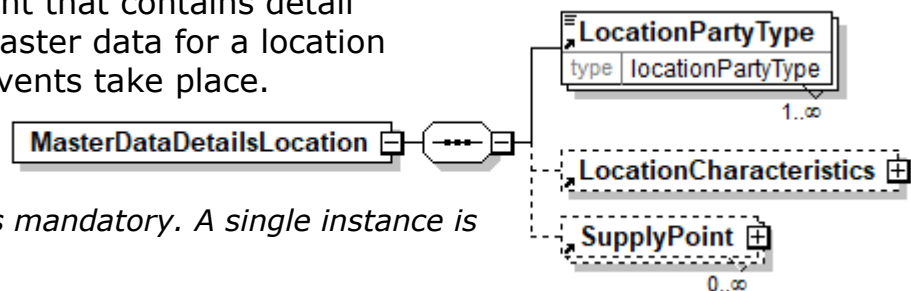 nt that contains detail
aster data for a location
vents take place.
LocationPartyType
type locationPartyType
1..∞
MasterDataDetailsLocation
LocationCharacteristics
s mandatory. A single instance is
SupplyPoint
0..∞